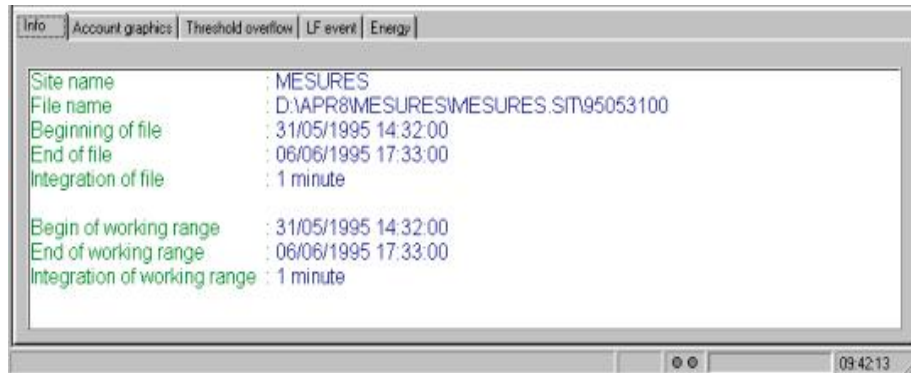 Info Account graphics Threshold overflow LF event Energy
Site name : MESURES
File name : D:\APR8\MESURES\MESURES.SIT\95053100
Beginning of file : 31/05/1995 14:32:00
End of file : 06/06/1995 17:33:00
Integration of file : 1 minute
Begin of working range : 31/05/1995 14:32:00
End of working range : 06/06/1995 17:33:00
Integration of working range : 1 minute
09:42:13